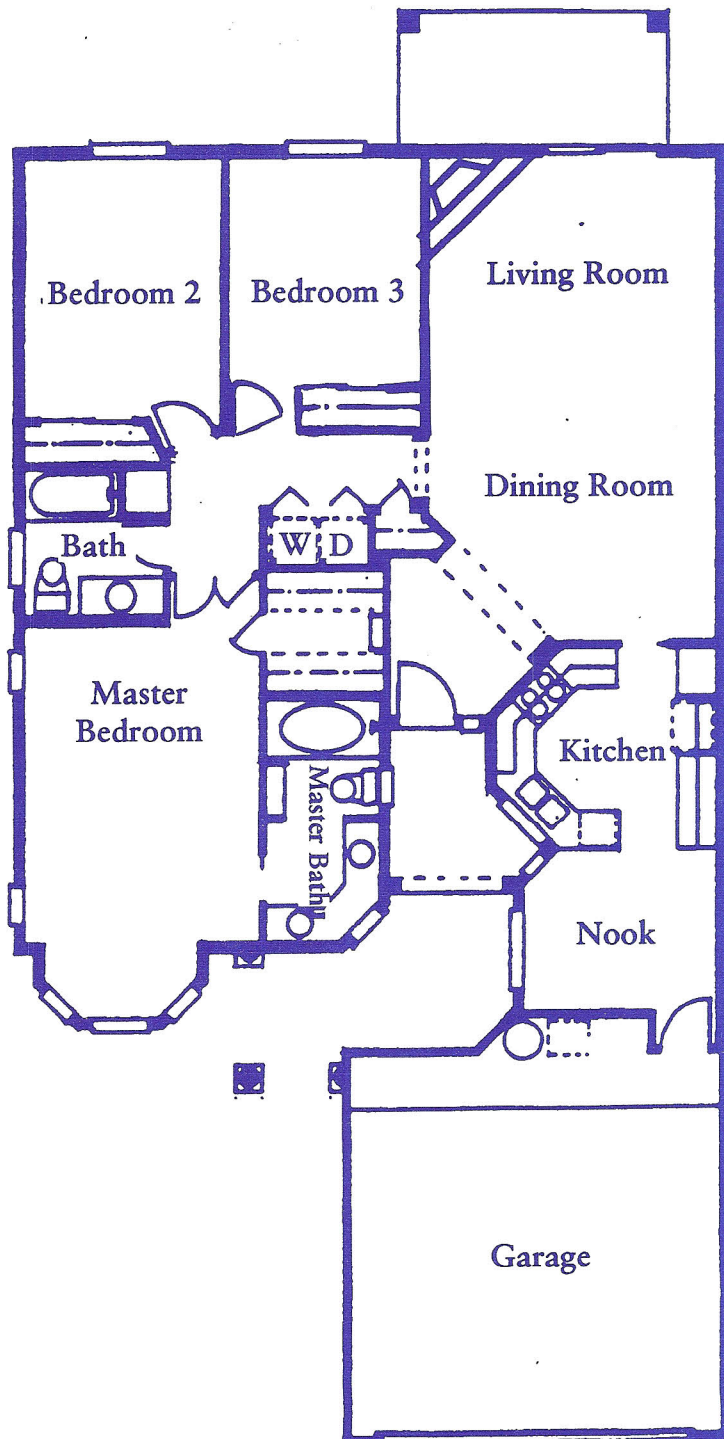 Bedroom 2
Bedroom 3
Living Room
Dining Room
W D
Bath
Master
Bedroom
Kitchen
Master Bath
Nook
Garage